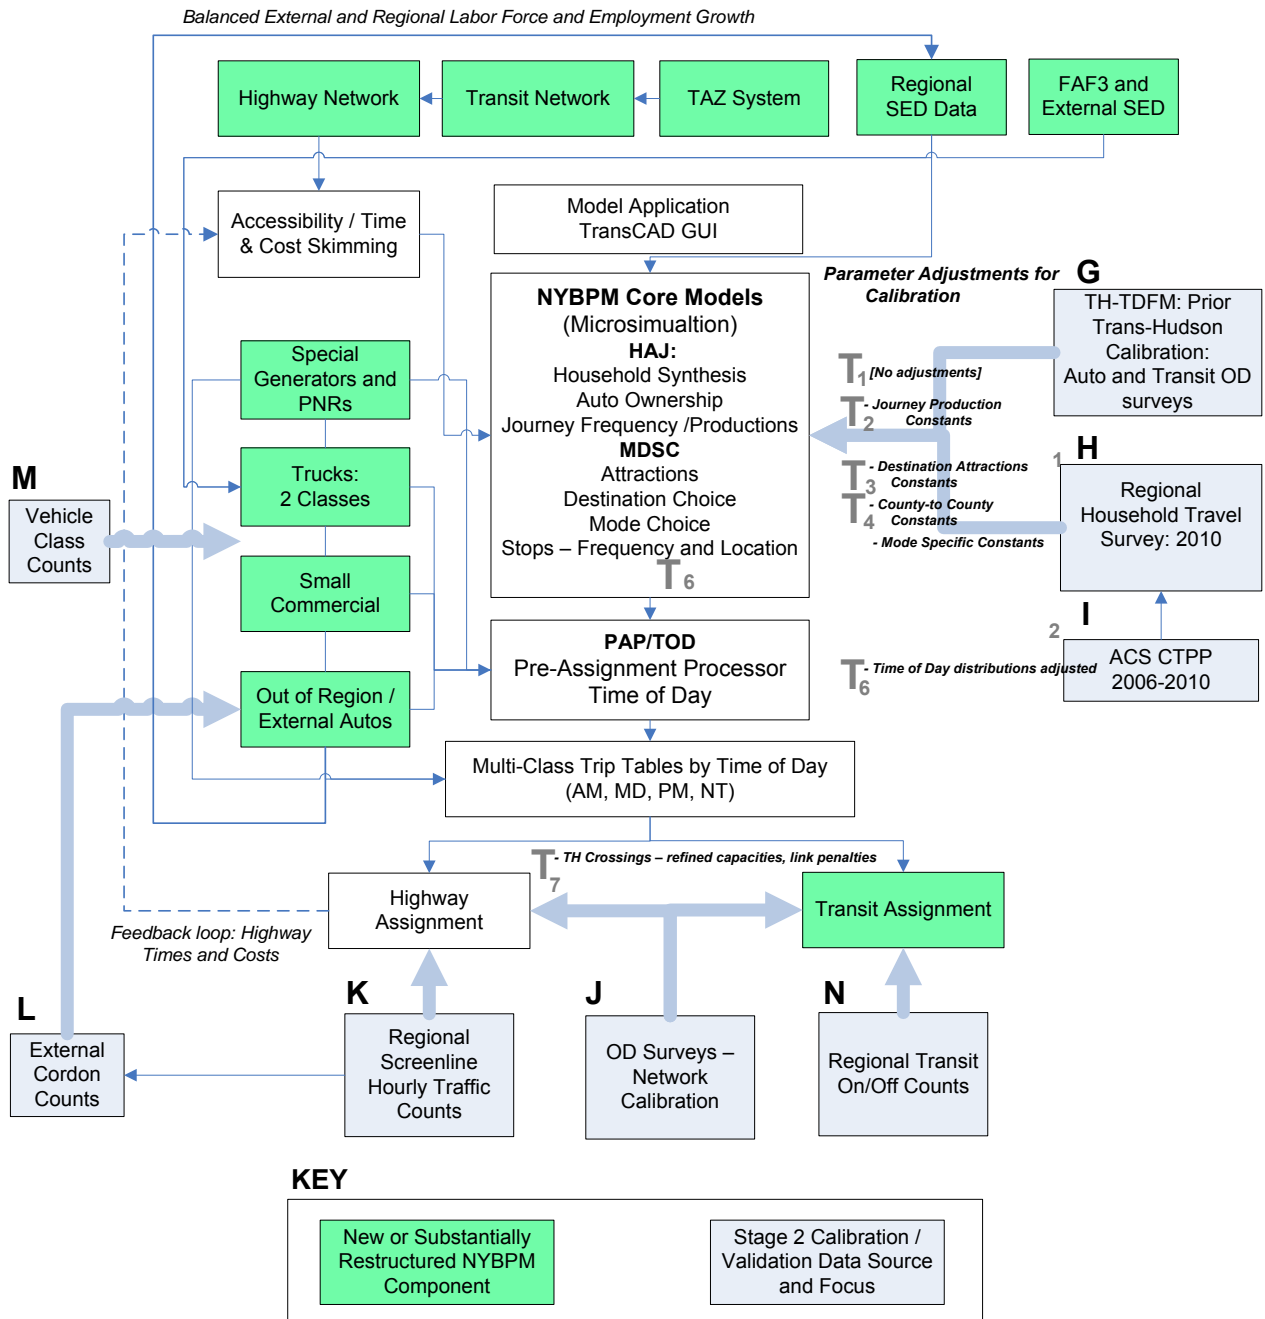 Balanced External and Regional Labor Force and Employment Growth
Highway Network
Transit Network
TAZ System
Regional
SED Data
FAF3 and
External SED
Accessibility / Time
& Cost Skimming
Model Application
TransCAD GUI
Parameter Adjustments for
Calibration
NYBPM Core Models
(Microsimualtion)
HAJ:
Household Synthesis
Auto Ownership
Journey Frequency /Productions
MDSC
Attractions
Destination Choice
Mode Choice
Stops – Frequency and Location
T6
G
TH-TDFM: Prior
Trans-Hudson
Calibration:
Auto and Transit OD
surveys
T1 [No adjustments]
T2 - Journey Production
Constants
T3 - Destination Attractions
Constants
T4 - County-to County
Constants
- Mode Specific Constants
1
H
Regional
Household Travel
Survey: 2010
2
I
ACS CTPP
2006-2010
T6 - Time of Day distributions adjusted
Special
Generators and
PNRs
Trucks:
2 Classes
Small
Commercial
Out of Region /
External Autos
M
Vehicle
Class
Counts
PAP/TOD
Pre-Assignment Processor
Time of Day
Multi-Class Trip Tables by Time of Day
(AM, MD, PM, NT)
T7 - TH Crossings – refined capacities, link penalties
Highway
Assignment
Transit Assignment
Feedback loop: Highway
Times and Costs
L
External
Cordon
Counts
K
Regional
Screenline
Hourly Traffic
Counts
J
OD Surveys –
Network
Calibration
N
Regional Transit
On/Off Counts
KEY
New or Substantially
Restructured NYBPM
Component
Stage 2 Calibration /
Validation Data Source
and Focus